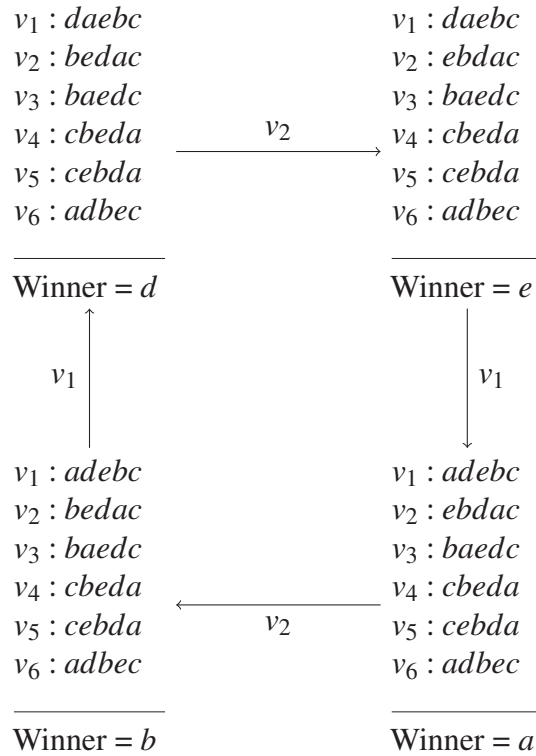 v₁ : daebc
v₂ : bedac
v₃ : baedc
v₄ : cbeda
v₅ : cebda
v₆ : adbec
Winner = d
v₂
v₁ : daebc
v₂ : ebdac
v₃ : baedc
v₄ : cbeda
v₅ : cebda
v₆ : adbec
Winner = e
v₁
v₁
v₁ : adebc
v₂ : bedac
v₃ : baedc
v₄ : cbeda
v₅ : cebda
v₆ : adbec
Winner = b
v₂
v₁ : adebc
v₂ : ebdac
v₃ : baedc
v₄ : cbeda
v₅ : cebda
v₆ : adbec
Winner = a